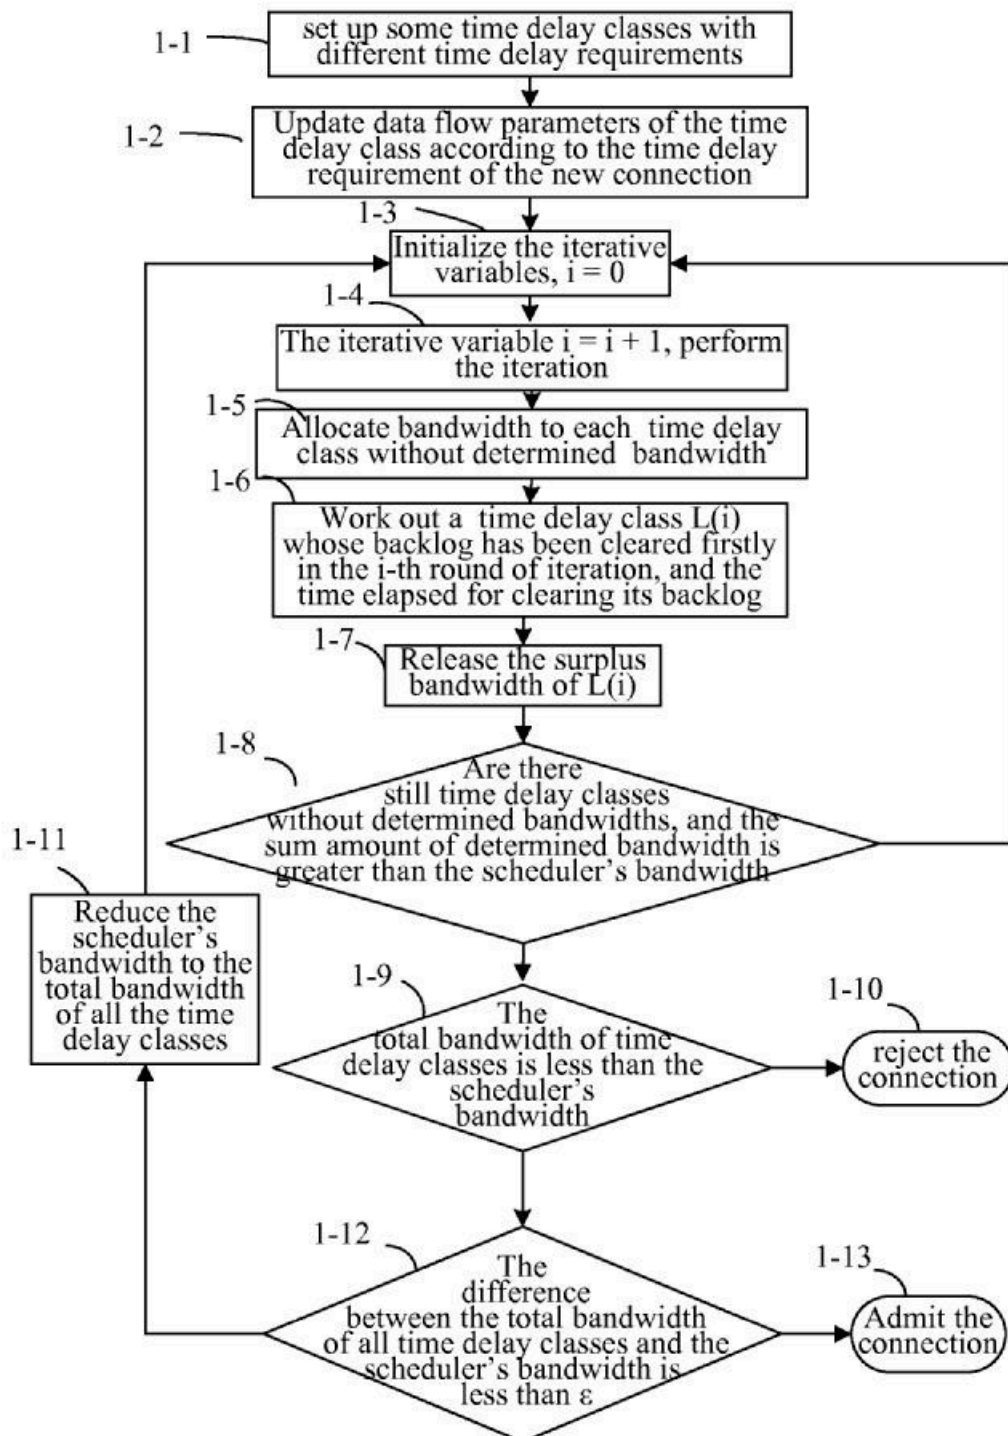 1-1
set up some time delay classes with
different time delay requirements
1-2
Update data flow parameters of the time
delay class according to the time delay
requirement of the new connection
1-3
Initialize the iterative
variables, i = 0
1-4
The iterative variable i = i + 1, perform
the iteration
1-5
Allocate bandwidth to each time delay
class without determined bandwidth
1-6
Work out a time delay class L(i)
whose backlog has been cleared firstly
in the i-th round of iteration, and the
time elapsed for clearing its backlog
1-7
Release the surplus
bandwidth of L(i)
1-8
Are there
still time delay classes
without determined bandwidths, and the
sum amount of determined bandwidth is
greater than the scheduler's bandwidth
1-11
Reduce the
scheduler's
bandwidth to the
total bandwidth
of all the time
delay classes
1-9
The
total bandwidth of time
delay classes is less than the
scheduler's
bandwidth
1-10
reject the
connection
1-12
The
difference
between the total bandwidth
of all time delay classes and the
scheduler's bandwidth is
less than ε
1-13
Admit the
connection